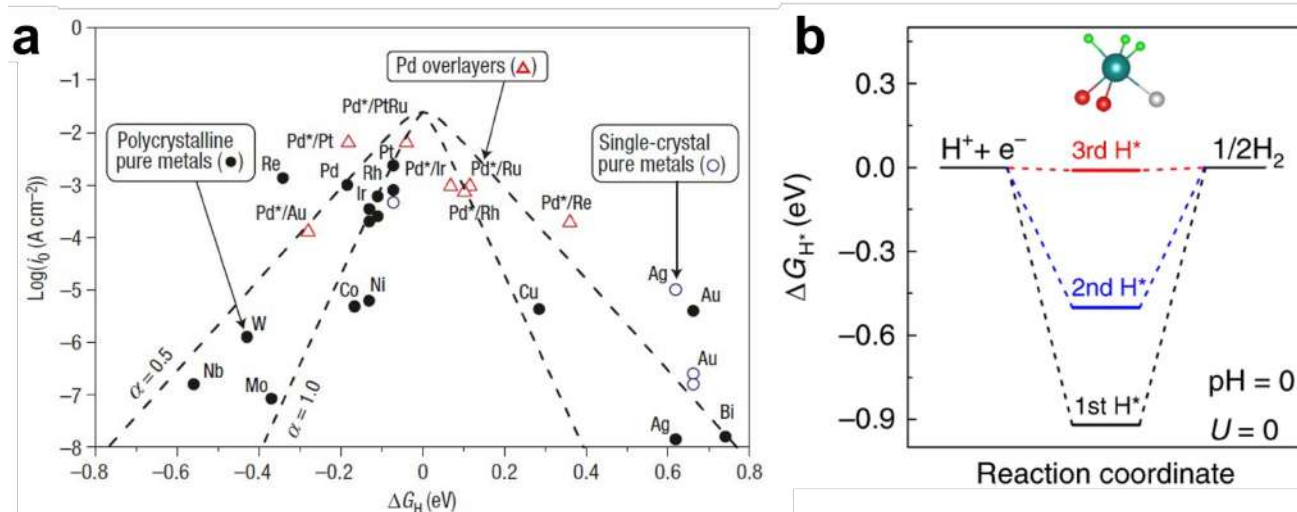 a
0
−1
−2
−3
−4
−5
−6
−7
−8
Log(i₀ (A cm⁻²))
−0.8
−0.6
−0.4
−0.2
0
0.2
0.4
0.6
0.8
ΔG_H (eV)
Pd overlayers (△)
Polycrystalline
pure metals (●)
Single-crystal
pure metals (○)
Pd*/PtRu
Pd*/Pt
Re
Pd
Pt
Rh
Ir
Pd*/Ir
Pd*/Ru
Pd*/Rh
Pd*/Re
Pd*/Au
Co
Ni
Cu
Ag
Au
W
Au
Nb
Mo
Ag
Bi
α = 0.5
α = 1.0
b
0.3
0.0
−0.3
−0.6
−0.9
ΔG_H* (eV)
H⁺ + e⁻
3rd H*
1/2H₂
2nd H*
1st H*
pH = 0
U = 0
Reaction coordinate